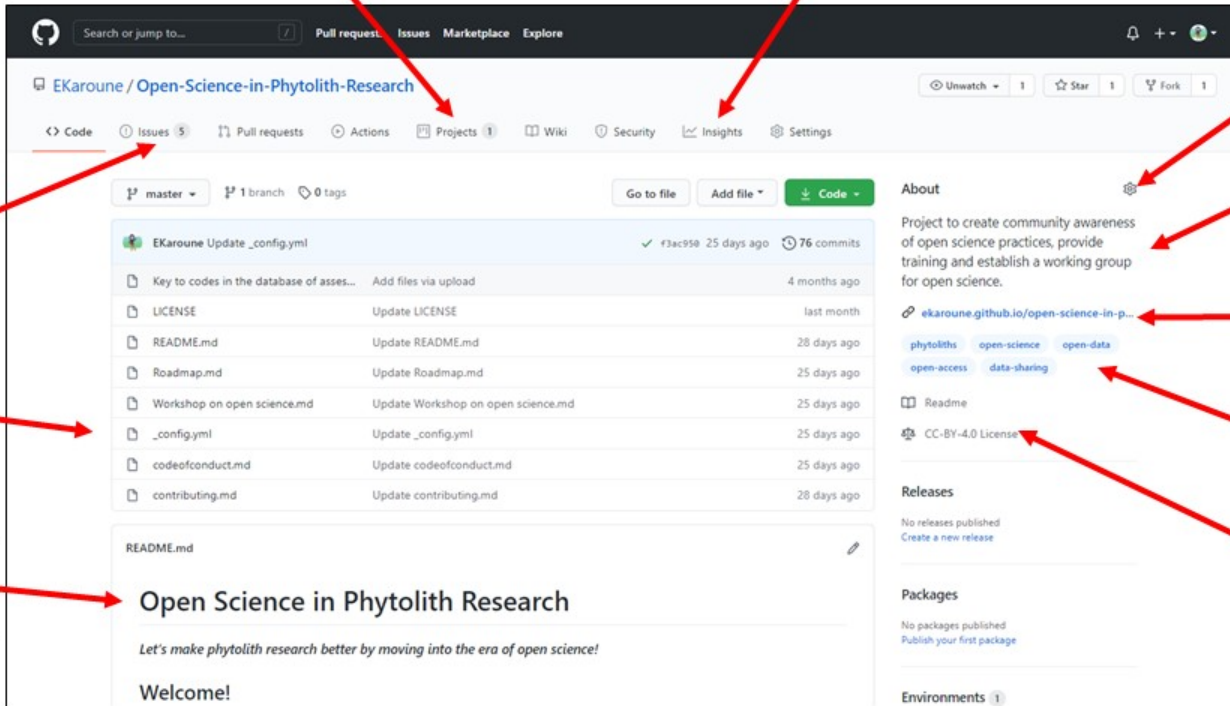 Search or jump to... / Pull requests Issues Marketplace Explore
EKaroune / Open-Science-in-Phytolith-Research
Unwatch 1 Star 1 Fork 1
Code Issues 5 Pull requests Actions Projects 1 Wiki Security Insights Settings
master 1 branch 0 tags Go to file Add file Code
EKaroune Update _config.yml f3ac950 25 days ago 76 commits
Key to codes in the database of asses... Add files via upload 4 months ago
LICENSE Update LICENSE last month
README.md Update README.md 28 days ago
Roadmap.md Update Roadmap.md 25 days ago
Workshop on open science.md Update Workshop on open science.md 25 days ago
_config.yml Update _config.yml 25 days ago
codeofconduct.md Update codeofconduct.md 25 days ago
contributing.md Update contributing.md 28 days ago
README.md
Open Science in Phytolith Research
Let's make phytolith research better by moving into the era of open science!
Welcome!
About
Project to create community awareness
of open science practices, provide
training and establish a working group
for open science.
ekaroune.github.io/open-science-in-p...
phytoliths open-science open-data
open-access data-sharing
Readme
CC-BY-4.0 License
Releases
No releases published
Create a new release
Packages
No packages published
Publish your first package
Environments 1